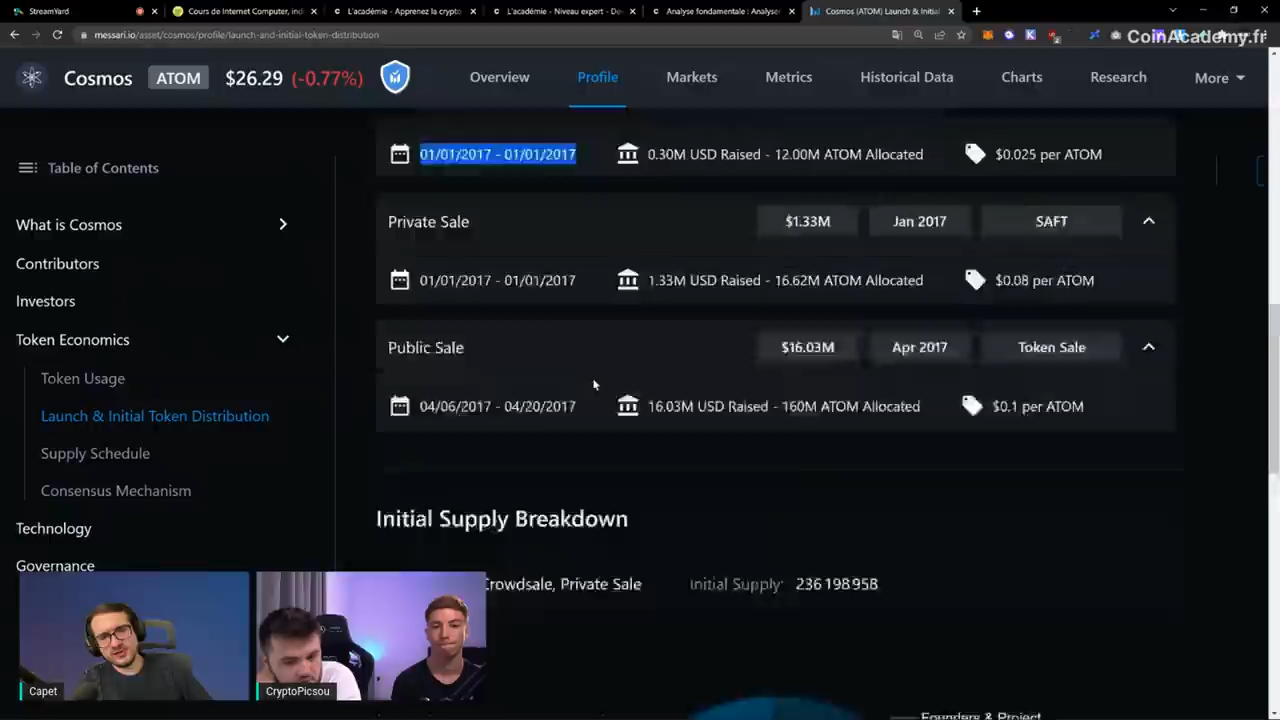 StreamYard
Cours de Internet Computer, ind
L'académie - Apprenez la crypto
L'académie - Niveau expert - De
Analyse fondamentale : Analyser
Cosmos (ATOM) Launch & Initial
messari.io/asset/cosmos/profile/launch-and-initial-token-distribution
CoinAcademy.fr
Cosmos ATOM $26.29 (-0.77%) Overview Profile Markets Metrics Historical Data Charts Research More
Table of Contents
What is Cosmos
Contributors
Investors
Token Economics
Token Usage
Launch & Initial Token Distribution
Supply Schedule
Consensus Mechanism
Technology
Governance
01/01/2017 - 01/01/2017 0.30M USD Raised - 12.00M ATOM Allocated $0.025 per ATOM
Private Sale $1.33M Jan 2017 SAFT
01/01/2017 - 01/01/2017 1.33M USD Raised - 16.62M ATOM Allocated $0.08 per ATOM
Public Sale $16.03M Apr 2017 Token Sale
04/06/2017 - 04/20/2017 16.03M USD Raised - 160M ATOM Allocated $0.1 per ATOM
Initial Supply Breakdown
Crowdsale, Private Sale Initial Supply: 236 198 958
Founders & Project
Capet
CryptoPicsou